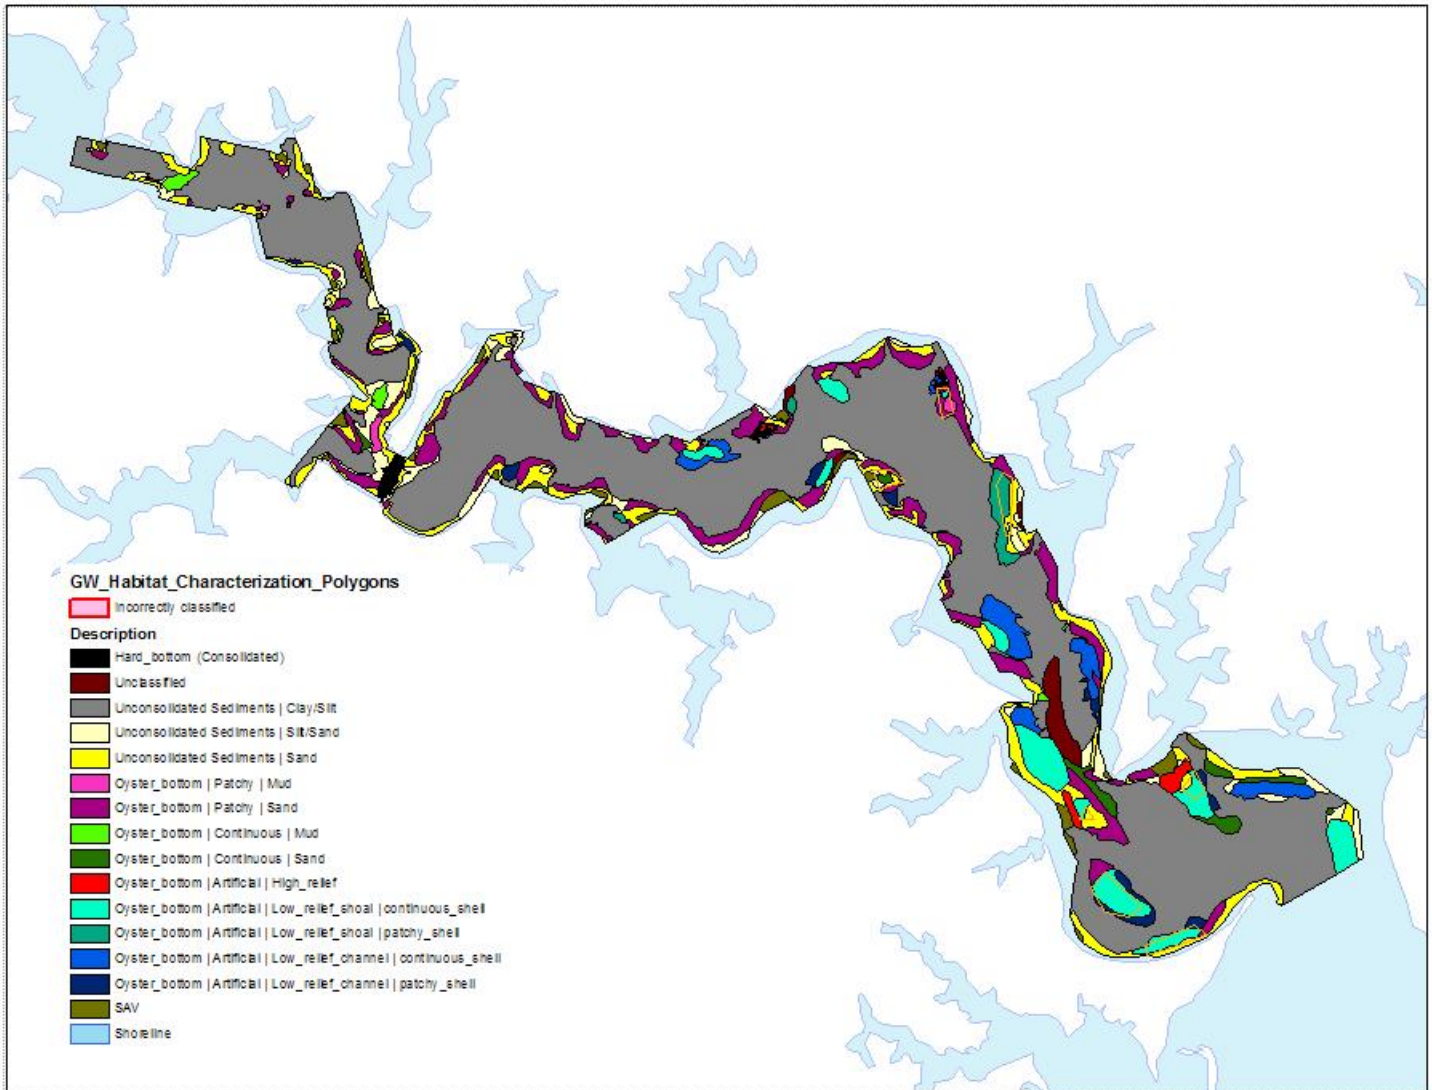 GW_Habitat_Characterization_Polygons
Incorrectly classified
Description
Hard_bottom (Consolidated)
Unclassified
Unconsolidated Sediments | Clay/Silt
Unconsolidated Sediments | Silt/Sand
Unconsolidated Sediments | Sand
Oyster_bottom | Patchy | Mud
Oyster_bottom | Patchy | Sand
Oyster_bottom | Continuous | Mud
Oyster_bottom | Continuous | Sand
Oyster_bottom | Artificial | High_relief
Oyster_bottom | Artificial | Low_relief_shoal | continuous_shell
Oyster_bottom | Artificial | Low_relief_shoal | patchy_shell
Oyster_bottom | Artificial | Low_relief_channel | continuous_shell
Oyster_bottom | Artificial | Low_relief_channel | patchy_shell
SAV
Shoreline